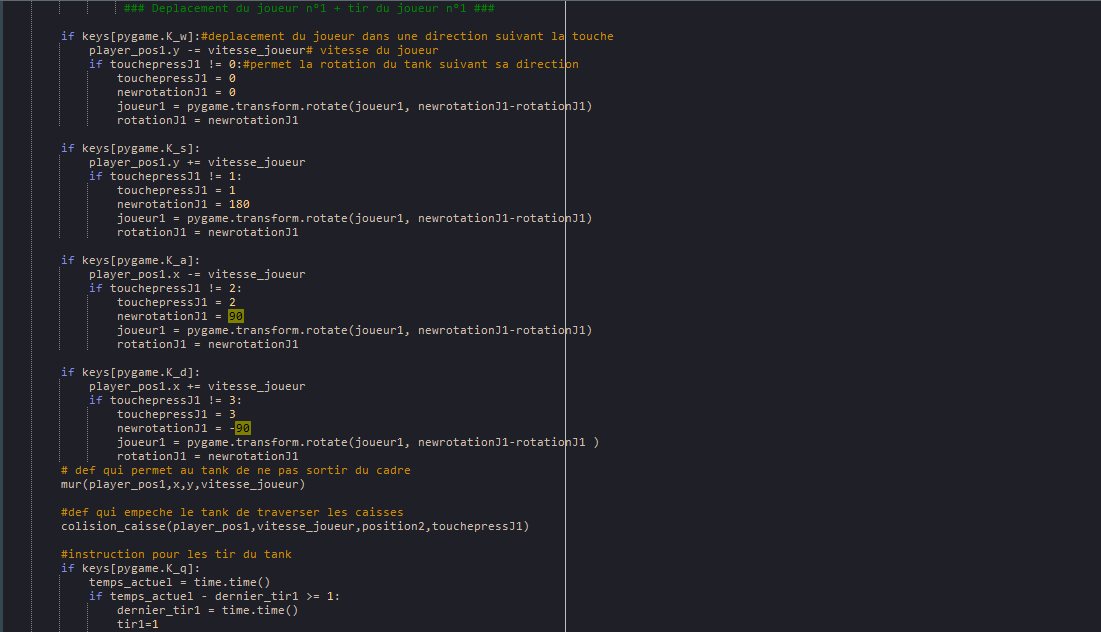 ### Deplacement du joueur n°1 + tir du joueur n°1 ###
if keys[pygame.K_w]:#deplacement du joueur dans une direction suivant la touche
player_pos1.y -= vitesse_joueur# vitesse du joueur
if touchepressJ1 != 0:#permet la rotation du tank suivant sa direction
touchepressJ1 = 0
newrotationJ1 = 0
joueur1 = pygame.transform.rotate(joueur1, newrotationJ1-rotationJ1)
rotationJ1 = newrotationJ1
if keys[pygame.K_s]:
player_pos1.y += vitesse_joueur
if touchepressJ1 != 1:
touchepressJ1 = 1
newrotationJ1 = 180
joueur1 = pygame.transform.rotate(joueur1, newrotationJ1-rotationJ1)
rotationJ1 = newrotationJ1
if keys[pygame.K_a]:
player_pos1.x -= vitesse_joueur
if touchepressJ1 != 2:
touchepressJ1 = 2
newrotationJ1 = 90
joueur1 = pygame.transform.rotate(joueur1, newrotationJ1-rotationJ1)
rotationJ1 = newrotationJ1
if keys[pygame.K_d]:
player_pos1.x += vitesse_joueur
if touchepressJ1 != 3:
touchepressJ1 = 3
newrotationJ1 = -90
joueur1 = pygame.transform.rotate(joueur1, newrotationJ1-rotationJ1 )
rotationJ1 = newrotationJ1
# def qui permet au tank de ne pas sortir du cadre
mur(player_pos1,x,y,vitesse_joueur)
#def qui empeche le tank de traverser les caisses
colision_caisse(player_pos1,vitesse_joueur,position2,touchepressJ1)
#instruction pour les tir du tank
if keys[pygame.K_q]:
temps_actuel = time.time()
if temps_actuel - dernier_tir1 >= 1:
dernier_tir1 = time.time()
tir1=1